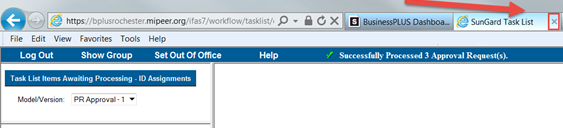 https://bplusrochester.mipeer.org/ifas7/workflow/tasklist/
BusinessPLUS Dashboa...
SunGard Task List
File Edit View Favorites Tools Help
Log Out Show Group Set Out Of Office Help Successfully Processed 3 Approval Request(s).
Task List Items Awaiting Processing - ID Assignments
Model/Version: PR Approval - 1